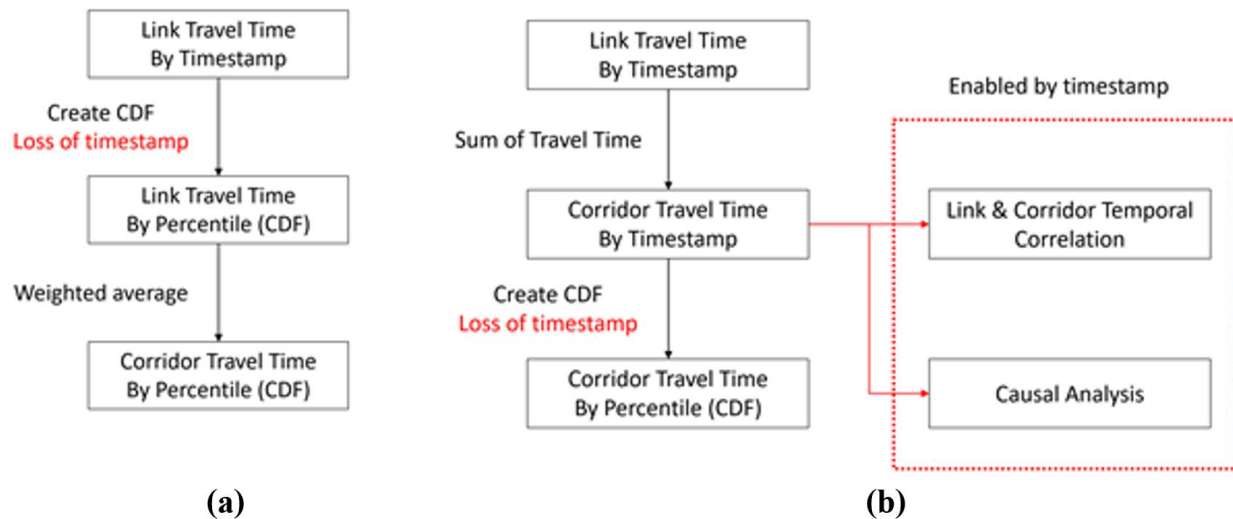 Link Travel Time
By Timestamp
Create CDF
Loss of timestamp
Link Travel Time
By Percentile (CDF)
Weighted average
Corridor Travel Time
By Percentile (CDF)
(a)
Link Travel Time
By Timestamp
Sum of Travel Time
Corridor Travel Time
By Timestamp
Create CDF
Loss of timestamp
Corridor Travel Time
By Percentile (CDF)
Enabled by timestamp
Link & Corridor Temporal
Correlation
Causal Analysis
(b)